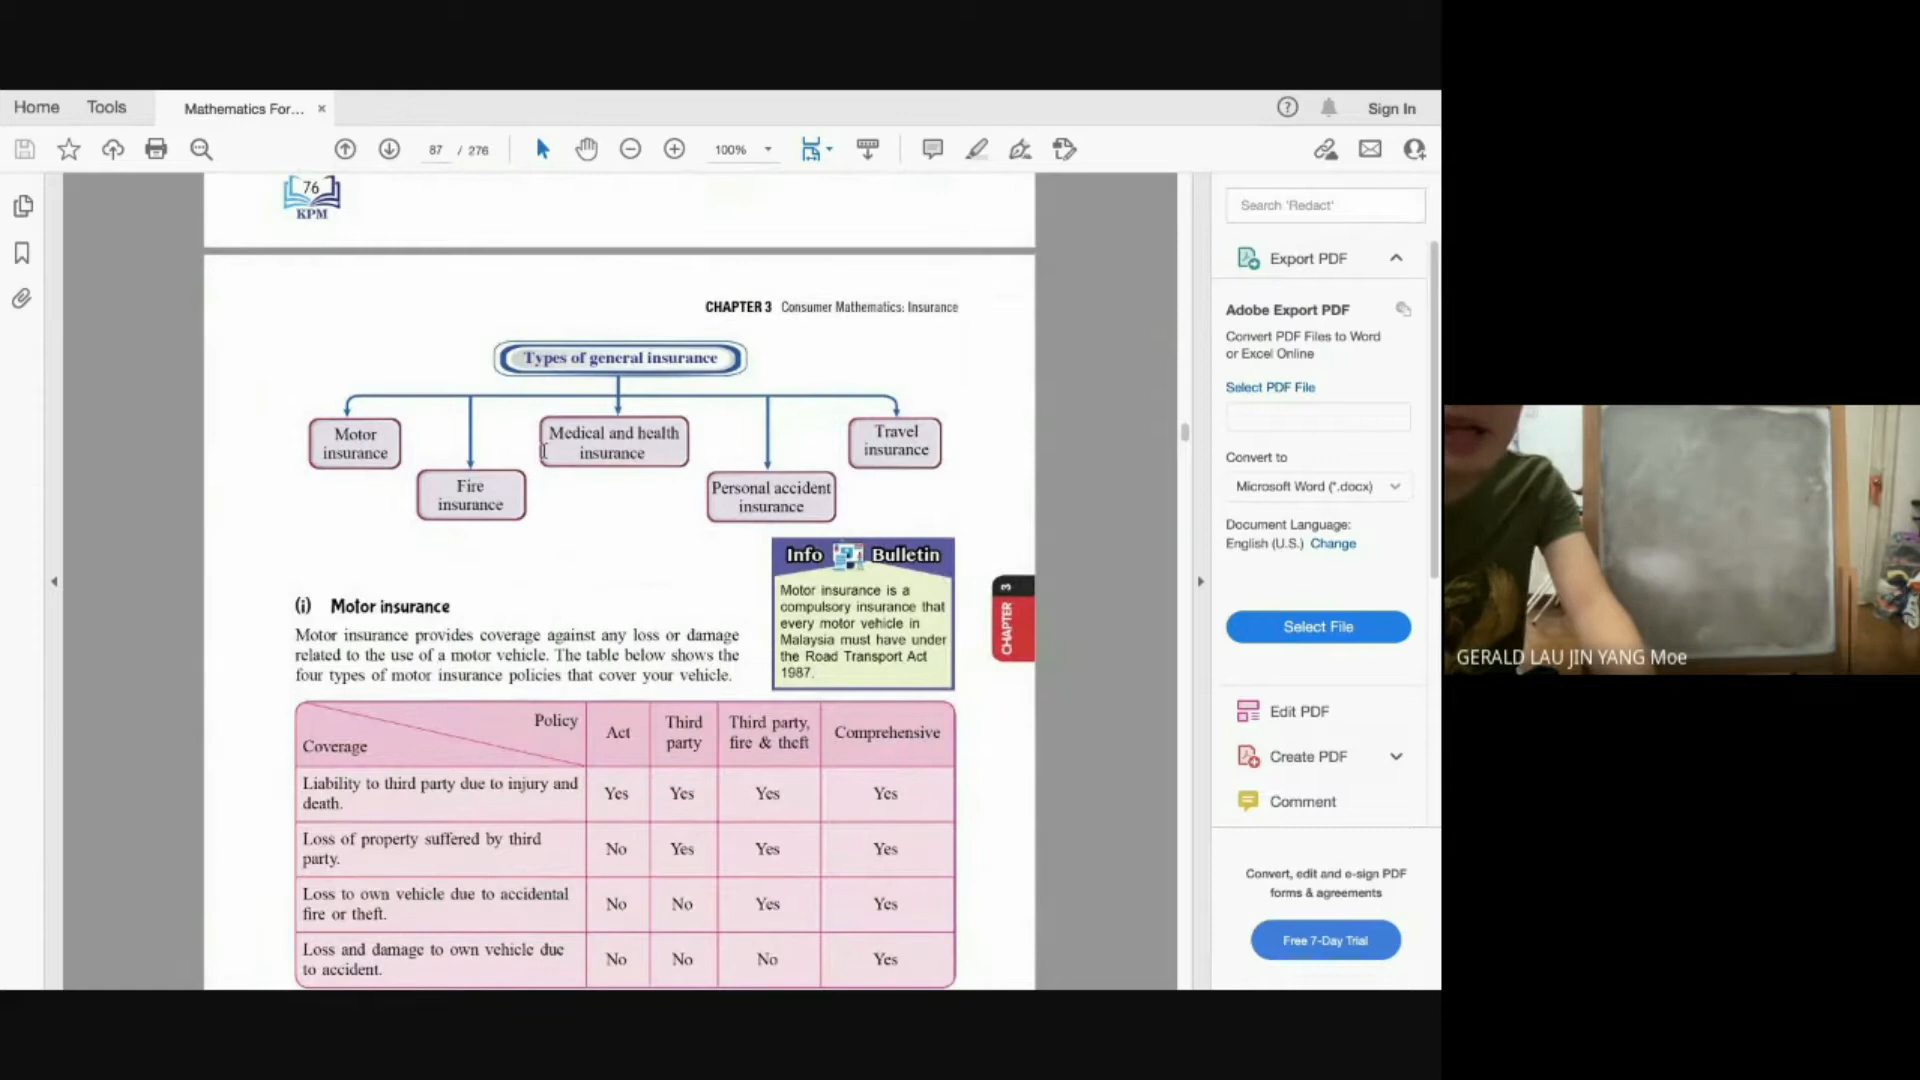 Home Tools Mathematics For... × Sign In
87 / 276 100%
76
KPM
CHAPTER 3 Consumer Mathematics: Insurance
Types of general insurance
Motor
insurance
Fire
insurance
Medical and health
insurance
Personal accident
insurance
Travel
insurance
Info Bulletin
Motor insurance is a
compulsory insurance that
every motor vehicle in
Malaysia must have under
the Road Transport Act
1987.
CHAPTER 3
(i) Motor insurance
Motor insurance provides coverage against any loss or damage
related to the use of a motor vehicle. The table below shows the
four types of motor insurance policies that cover your vehicle.
Policy
Coverage
Act
Third
party
Third party,
fire & theft
Comprehensive
Liability to third party due to injury and
death.
Yes Yes Yes Yes
Loss of property suffered by third
party.
No Yes Yes Yes
Loss to own vehicle due to accidental
fire or theft.
No No Yes Yes
Loss and damage to own vehicle due
to accident.
No No No Yes
Search 'Redact'
Export PDF
Adobe Export PDF
Convert PDF Files to Word
or Excel Online
Select PDF File
Convert to
Microsoft Word (*.docx)
Document Language:
English (U.S.) Change
Select File
Edit PDF
Create PDF
Comment
Convert, edit and e-sign PDF
forms & agreements
Free 7-Day Trial
GERALD LAU JIN YANG Moe